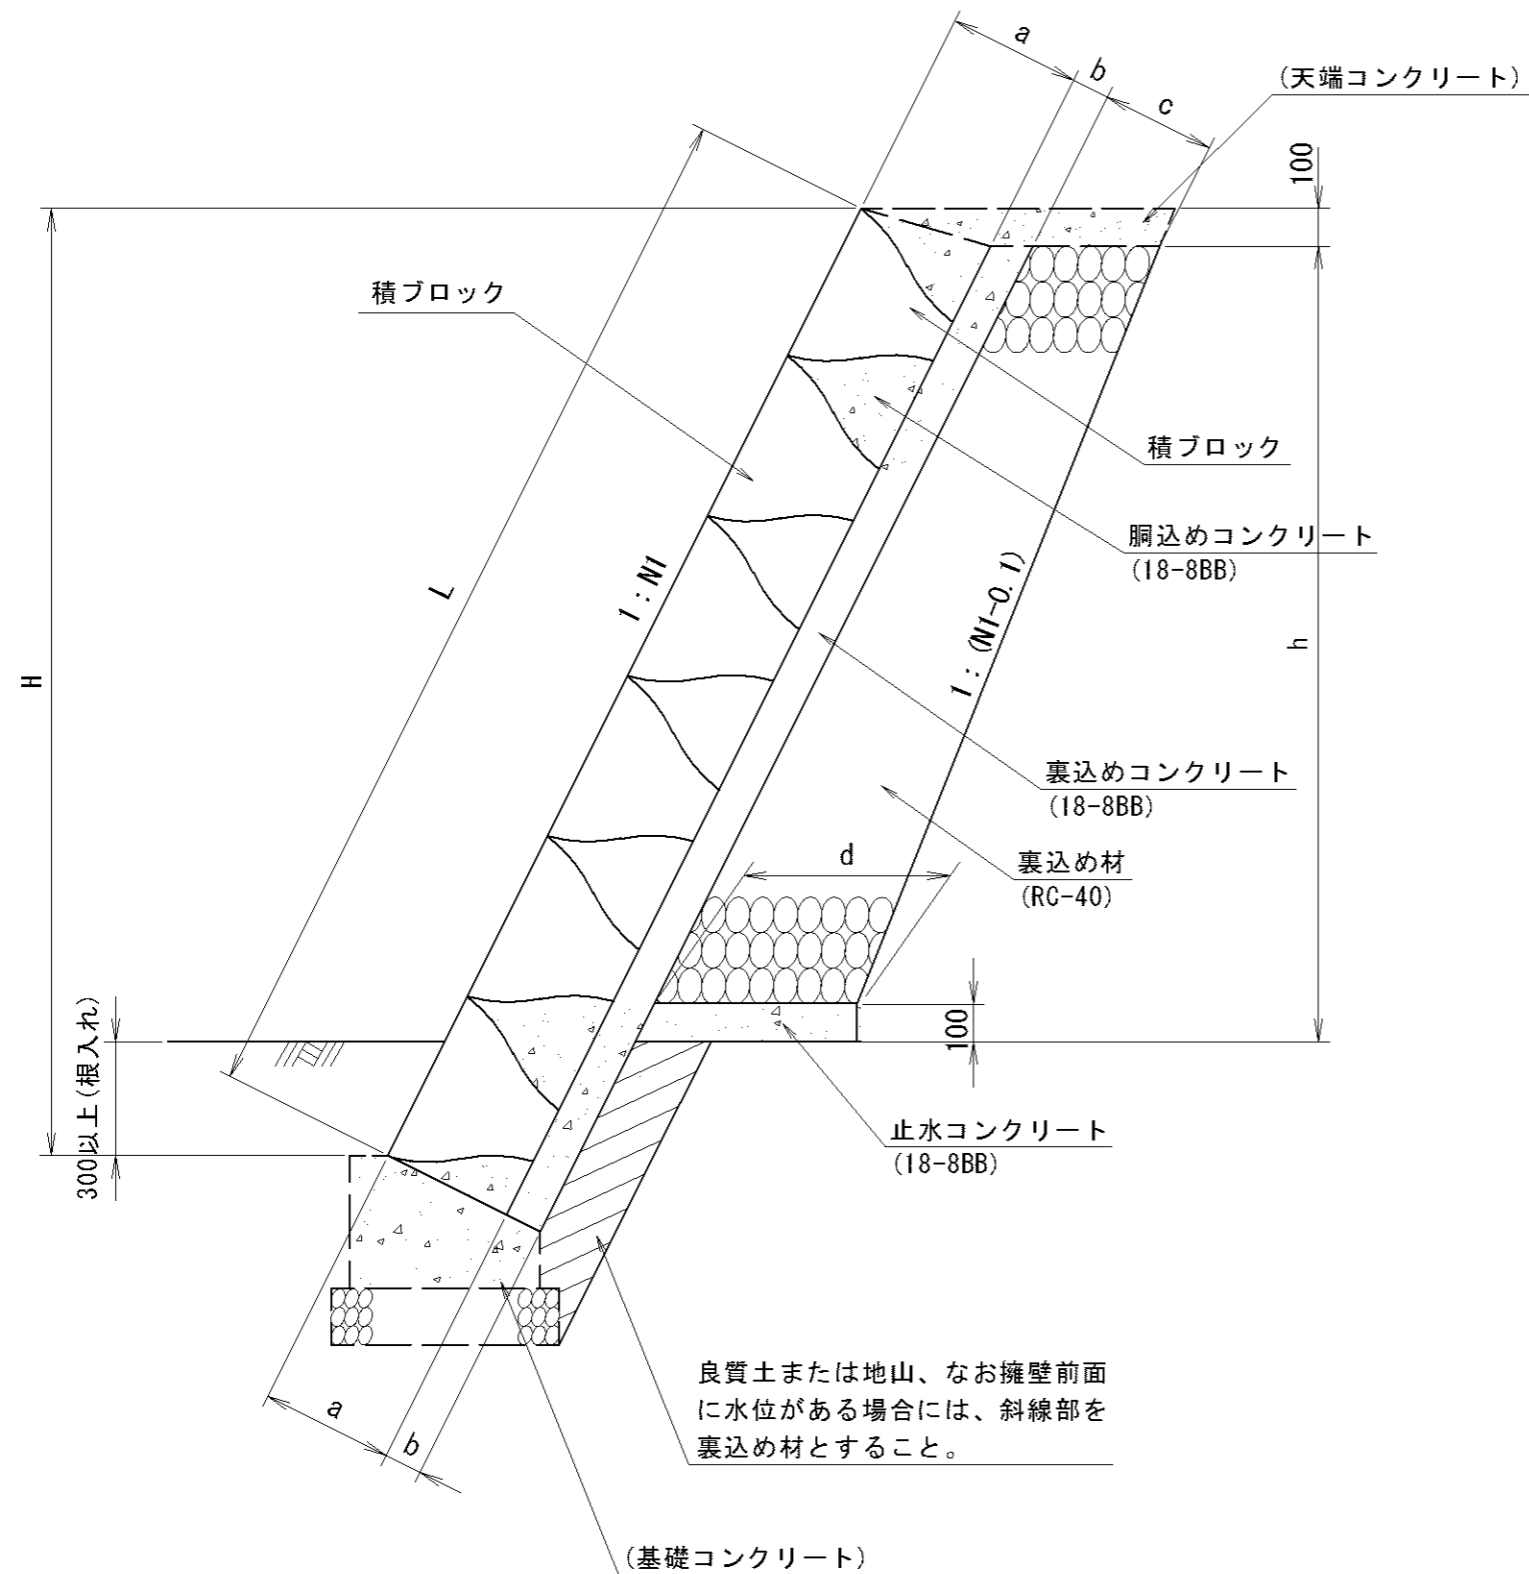 a
b
c
(天端コンクリート)
100
積ブロック
L
1：N1
積ブロック
胴込めコンクリート
(18-8BB)
1：(N1-0.1)
h
H
裏込めコンクリート
(18-8BB)
d
裏込め材
(RC-40)
100
300以上(根入れ)
止水コンクリート
(18-8BB)
良質土または地山、なお擁壁前面
に水位がある場合には、斜線部を
裏込め材とすること。
a
b
(基礎コンクリート)